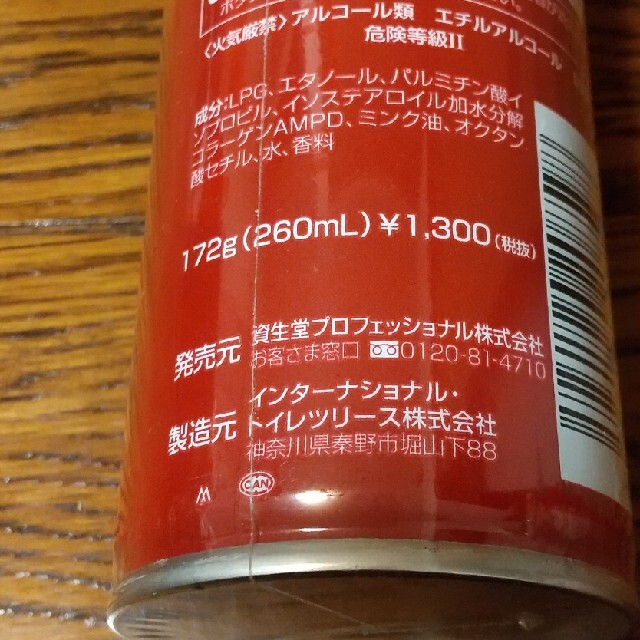 〈火気厳禁〉アルコール類 エチルアルコール
危険等級II
成分:LPG、エタノール、パルミチン酸イ
ソプロピル、イソステアロイル加水分解
コラーゲンAMPD、ミンク油、オクタン
酸セチル、水、香料
172g(260mL)¥1,300(税抜)
発売元 資生堂プロフェッショナル株式会社
お客さま窓口 0120-81-4710
製造元 インターナショナル・
トイレツリース株式会社
神奈川県秦野市堀山下88
CAN